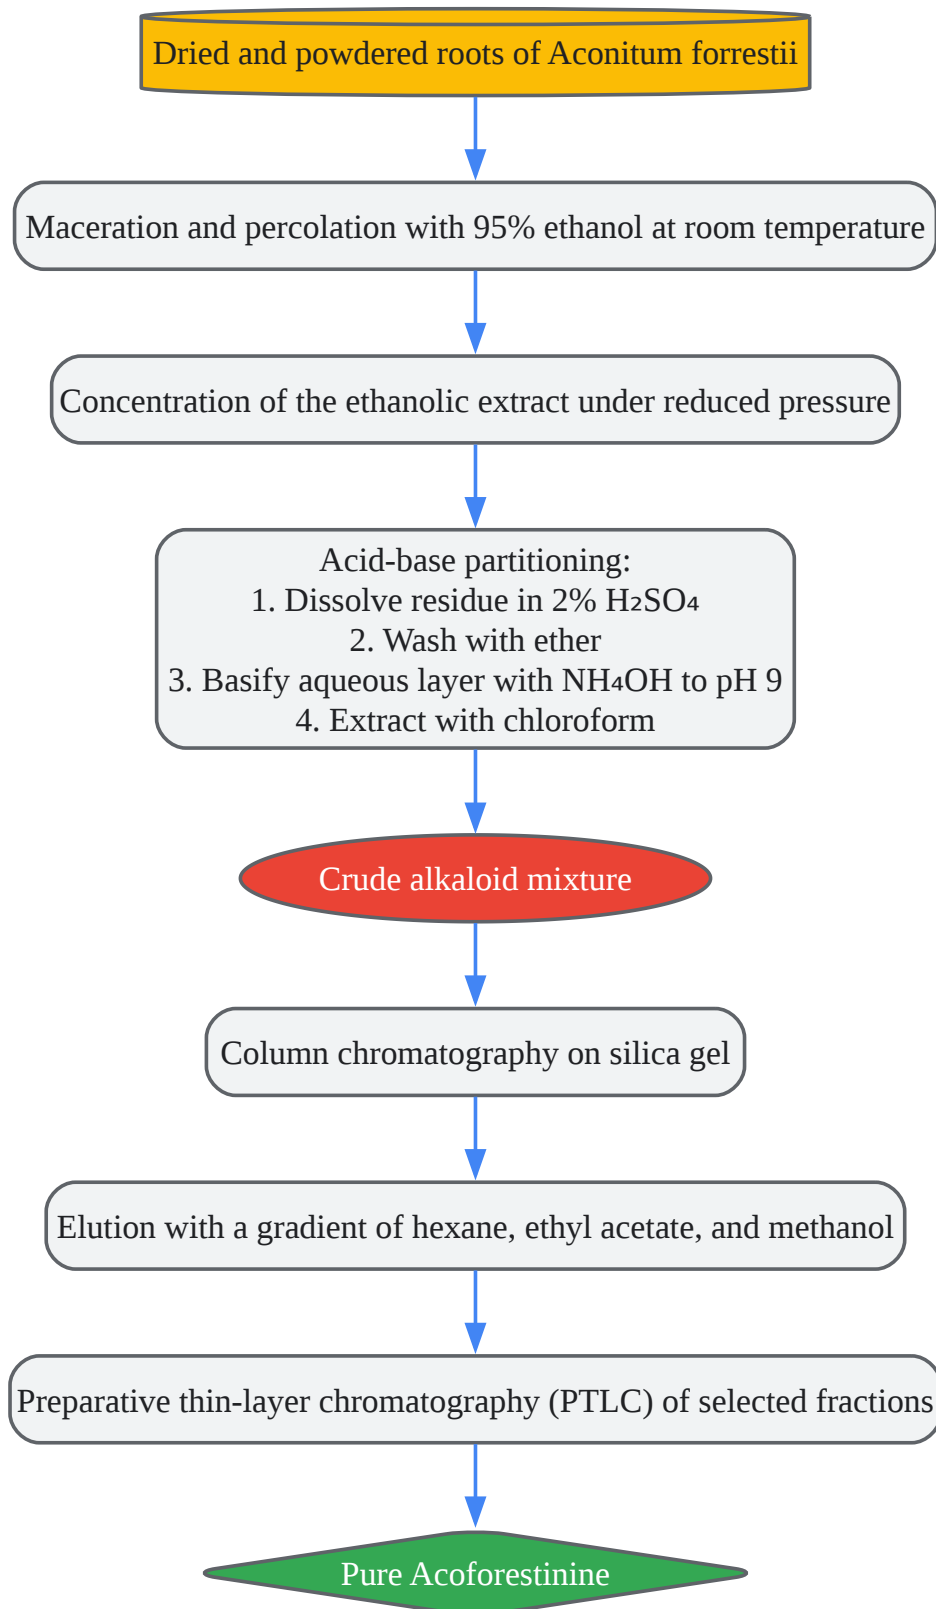 Dried and powdered roots of Aconitum forrestii
Maceration and percolation with 95% ethanol at room temperature
Concentration of the ethanolic extract under reduced pressure
Acid-base partitioning:
1. Dissolve residue in 2% H₂SO₄
2. Wash with ether
3. Basify aqueous layer with NH₄OH to pH 9
4. Extract with chloroform
Crude alkaloid mixture
Column chromatography on silica gel
Elution with a gradient of hexane, ethyl acetate, and methanol
Preparative thin-layer chromatography (PTLC) of selected fractions
Pure Acoforestinine